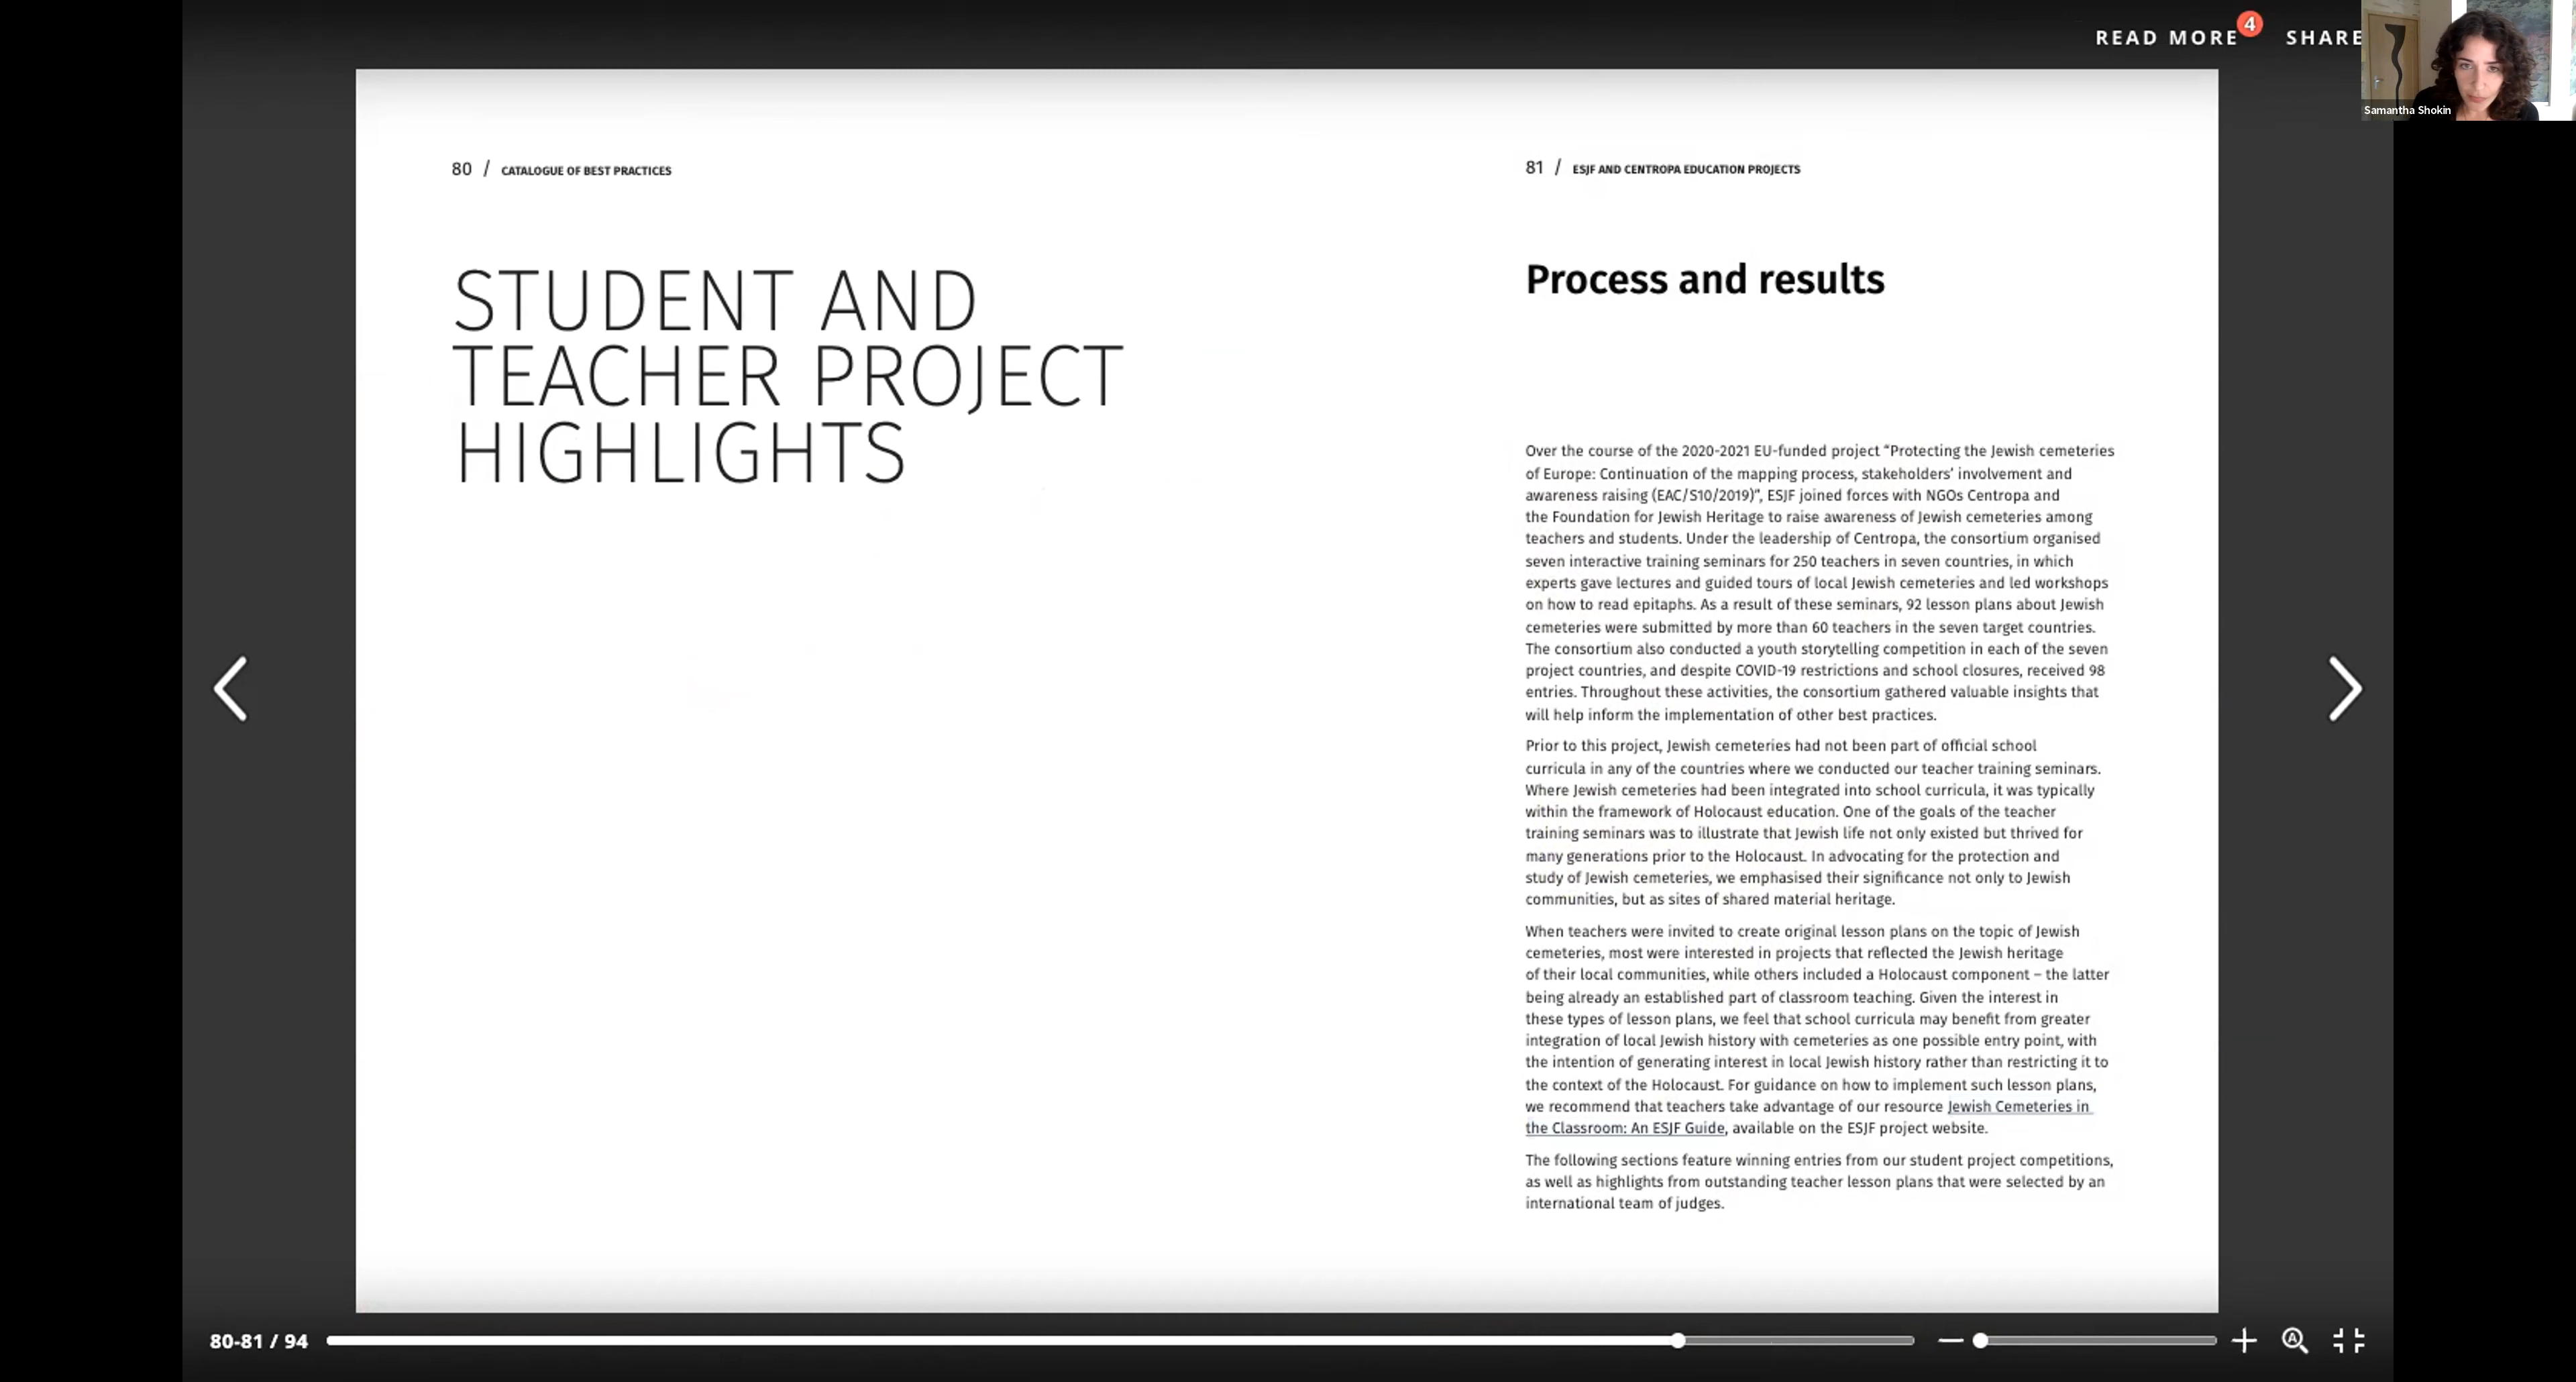 READ MORE 4 SHARE
Samantha Shokin
80 / CATALOGUE OF BEST PRACTICES
STUDENT AND
TEACHER PROJECT
HIGHLIGHTS
81 / ESJF AND CENTROPA EDUCATION PROJECTS
Process and results
Over the course of the 2020-2021 EU-funded project “Protecting the Jewish cemeteries
of Europe: Continuation of the mapping process, stakeholders’ involvement and
awareness raising (EAC/S10/2019)”, ESJF joined forces with NGOs Centropa and
the Foundation for Jewish Heritage to raise awareness of Jewish cemeteries among
teachers and students. Under the leadership of Centropa, the consortium organised
seven interactive training seminars for 250 teachers in seven countries, in which
experts gave lectures and guided tours of local Jewish cemeteries and led workshops
on how to read epitaphs. As a result of these seminars, 92 lesson plans about Jewish
cemeteries were submitted by more than 60 teachers in the seven target countries.
The consortium also conducted a youth storytelling competition in each of the seven
project countries, and despite COVID-19 restrictions and school closures, received 98
entries. Throughout these activities, the consortium gathered valuable insights that
will help inform the implementation of other best practices.
Prior to this project, Jewish cemeteries had not been part of official school
curricula in any of the countries where we conducted our teacher training seminars.
Where Jewish cemeteries had been integrated into school curricula, it was typically
within the framework of Holocaust education. One of the goals of the teacher
training seminars was to illustrate that Jewish life not only existed but thrived for
many generations prior to the Holocaust. In advocating for the protection and
study of Jewish cemeteries, we emphasised their significance not only to Jewish
communities, but as sites of shared material heritage.
When teachers were invited to create original lesson plans on the topic of Jewish
cemeteries, most were interested in projects that reflected the Jewish heritage
of their local communities, while others included a Holocaust component – the latter
being already an established part of classroom teaching. Given the interest in
these types of lesson plans, we feel that school curricula may benefit from greater
integration of local Jewish history with cemeteries as one possible entry point, with
the intention of generating interest in local Jewish history rather than restricting it to
the context of the Holocaust. For guidance on how to implement such lesson plans,
we recommend that teachers take advantage of our resource Jewish Cemeteries in
the Classroom: An ESJF Guide, available on the ESJF project website.
The following sections feature winning entries from our student project competitions,
as well as highlights from outstanding teacher lesson plans that were selected by an
international team of judges.
80-81 / 94